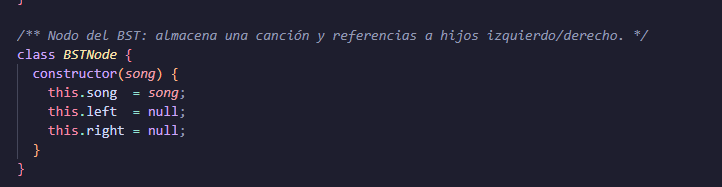 /** Nodo del BST: almacena una canción y referencias a hijos izquierdo/derecho. */
class BSTNode {
  constructor(song) {
    this.song  = song;
    this.left  = null;
    this.right = null;
  }
}